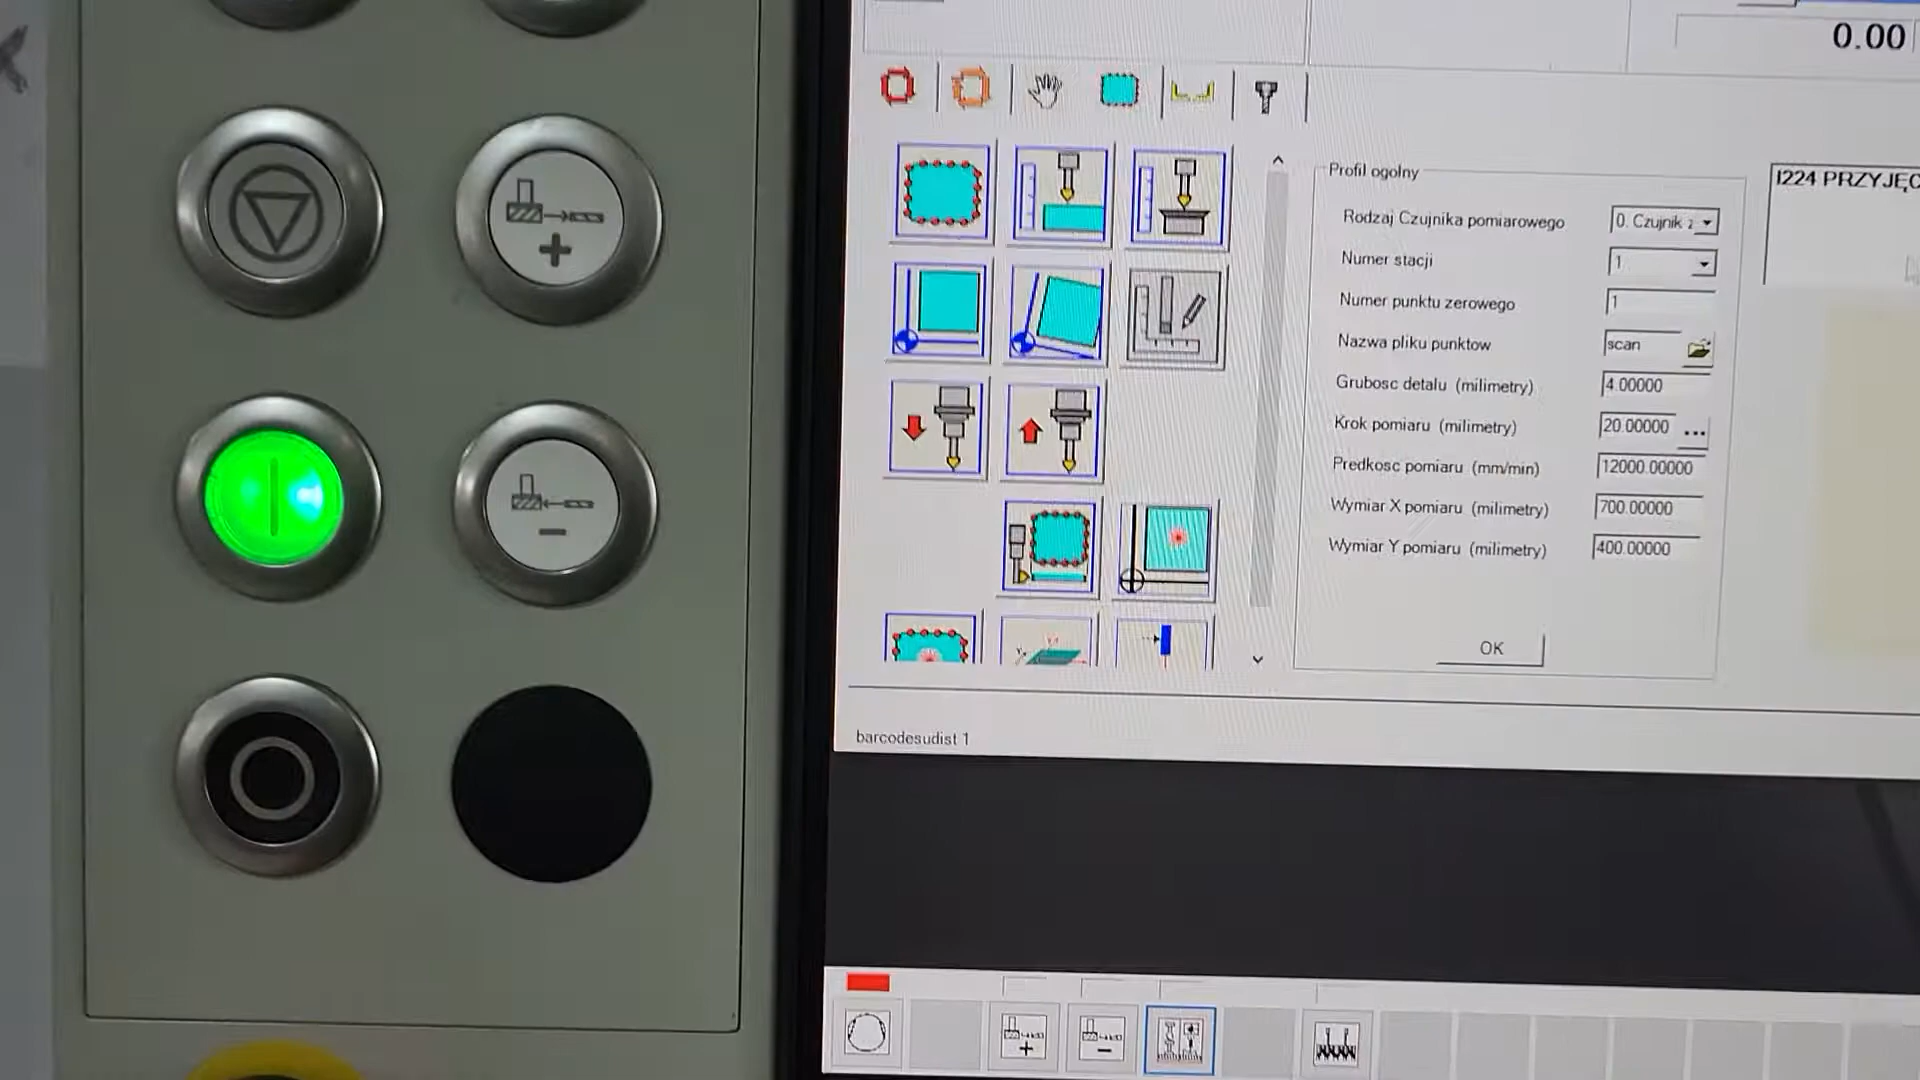 0.00
Profil ogolny
I224 PRZYJĘC
Rodzaj Czujnika pomiarowego
0. Czujnik z
Numer stacji
1
Numer punktu zerowego
1
Nazwa pliku punktow
scan
Grubosc detalu (milimetry)
4.00000
Krok pomiaru (milimetry)
20.00000
...
Predkosc pomiaru (mm/min)
12000.00000
Wymiar X pomiaru (milimetry)
700.00000
Wymiar Y pomiaru (milimetry)
400.00000
OK
barcodesudist 1